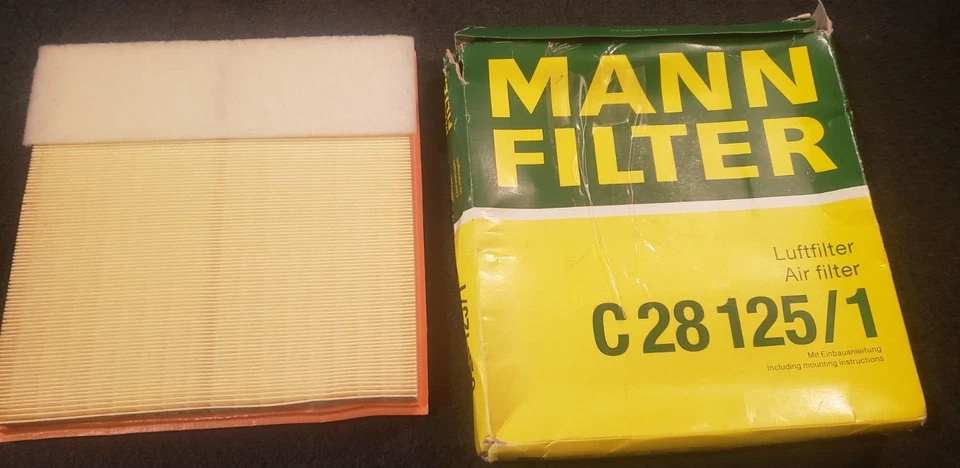 MANN
FILTER
Luftfilter
Air filter
C 28 125/1
Mit Einbauanleitung
Including mounting instructions